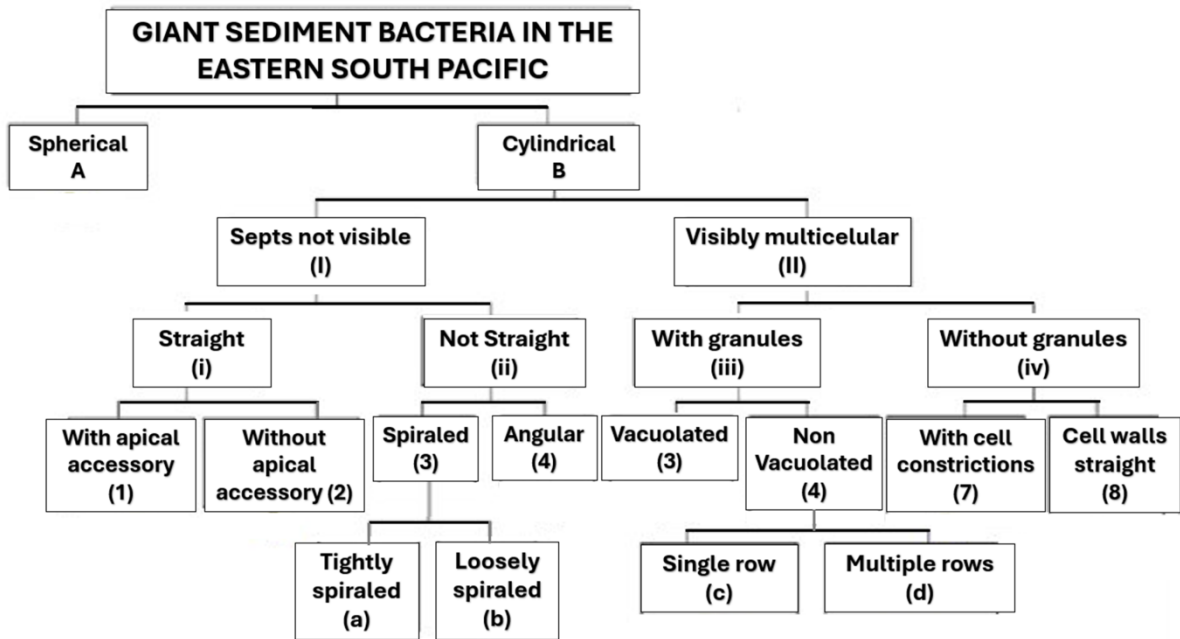 GIANT SEDIMENT BACTERIA IN THE
EASTERN SOUTH PACIFIC
Spherical
A
Cylindrical
B
Septs not visible
(I)
Visibly multicelular
(II)
Straight
(i)
Not Straight
(ii)
With granules
(iii)
Without granules
(iv)
With apical
accessory
(1)
Without
apical
accessory (2)
Spiraled
(3)
Angular
(4)
Vacuolated
(3)
Non
Vacuolated
(4)
With cell
constrictions
(7)
Cell walls
straight
(8)
Tightly
spiraled
(a)
Loosely
spiraled
(b)
Single row
(c)
Multiple rows
(d)